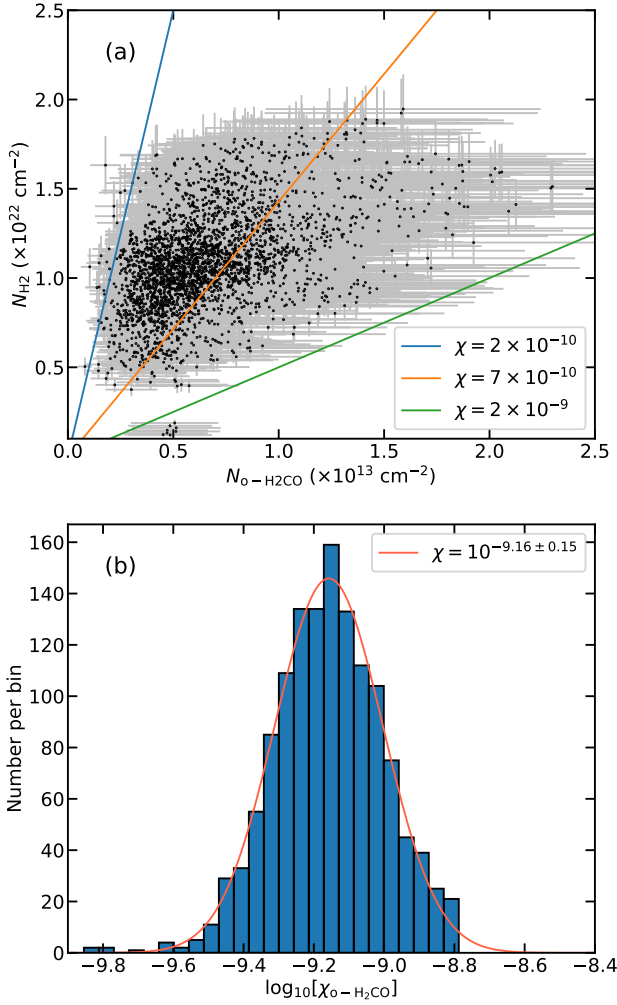 (a)
2.5
2.0
1.5
1.0
0.5
N_H2 (×10^22 cm^−2)
χ = 2 × 10^−10
χ = 7 × 10^−10
χ = 2 × 10^−9
0.0 0.5 1.0 1.5 2.0 2.5
N_o−H2CO (×10^13 cm^−2)
(b)
χ = 10^−9.16 ± 0.15
160
140
120
100
80
60
40
20
0
Number per bin
−9.8 −9.6 −9.4 −9.2 −9.0 −8.8 −8.6 −8.4
log_10[χ_o−H_2CO]